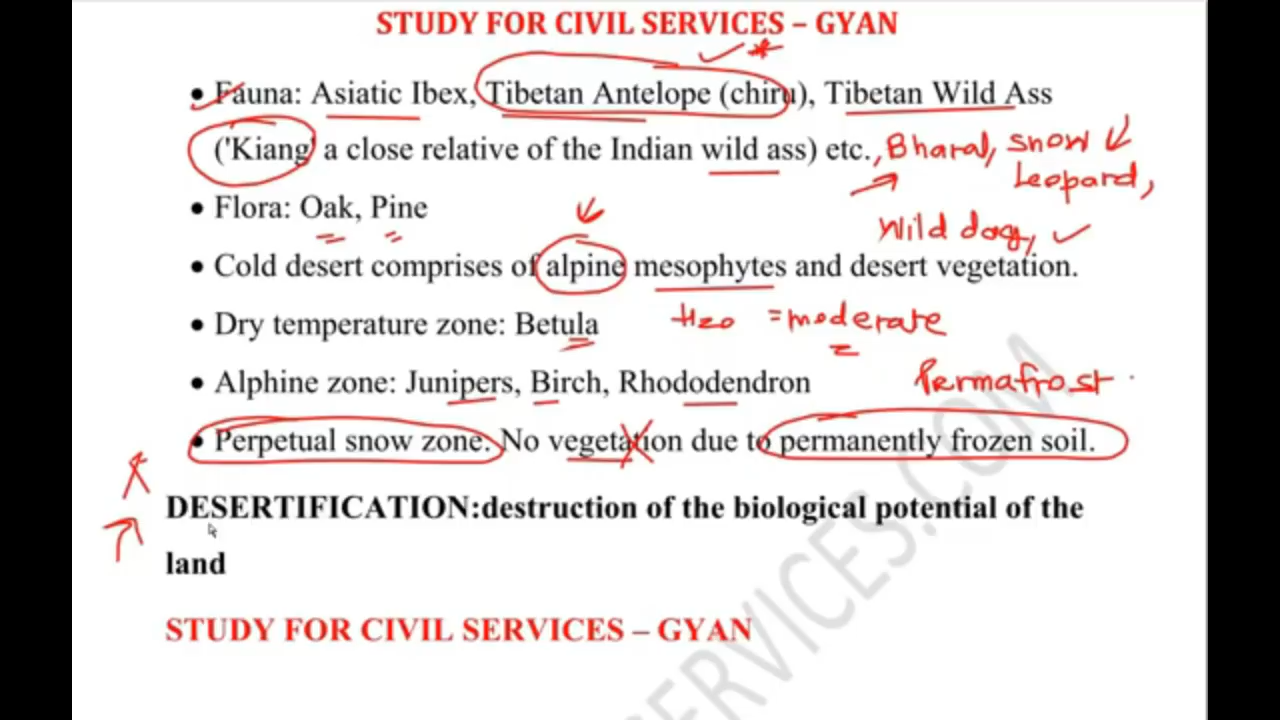 STUDY FOR CIVIL SERVICES – GYAN
• Fauna: Asiatic Ibex, Tibetan Antelope (chiru), Tibetan Wild Ass
('Kiang' a close relative of the Indian wild ass) etc., Bharal, snow
Leopard,
• Flora: Oak, Pine
Wild dog,
• Cold desert comprises of alpine mesophytes and desert vegetation.
• Dry temperature zone: Betula H2O = moderate
• Alphine zone: Junipers, Birch, Rhododendron Permafrost
• Perpetual snow zone. No vegetation due to permanently frozen soil.
DESERTIFICATION:destruction of the biological potential of the
land
STUDY FOR CIVIL SERVICES – GYAN
SERVICES.COM